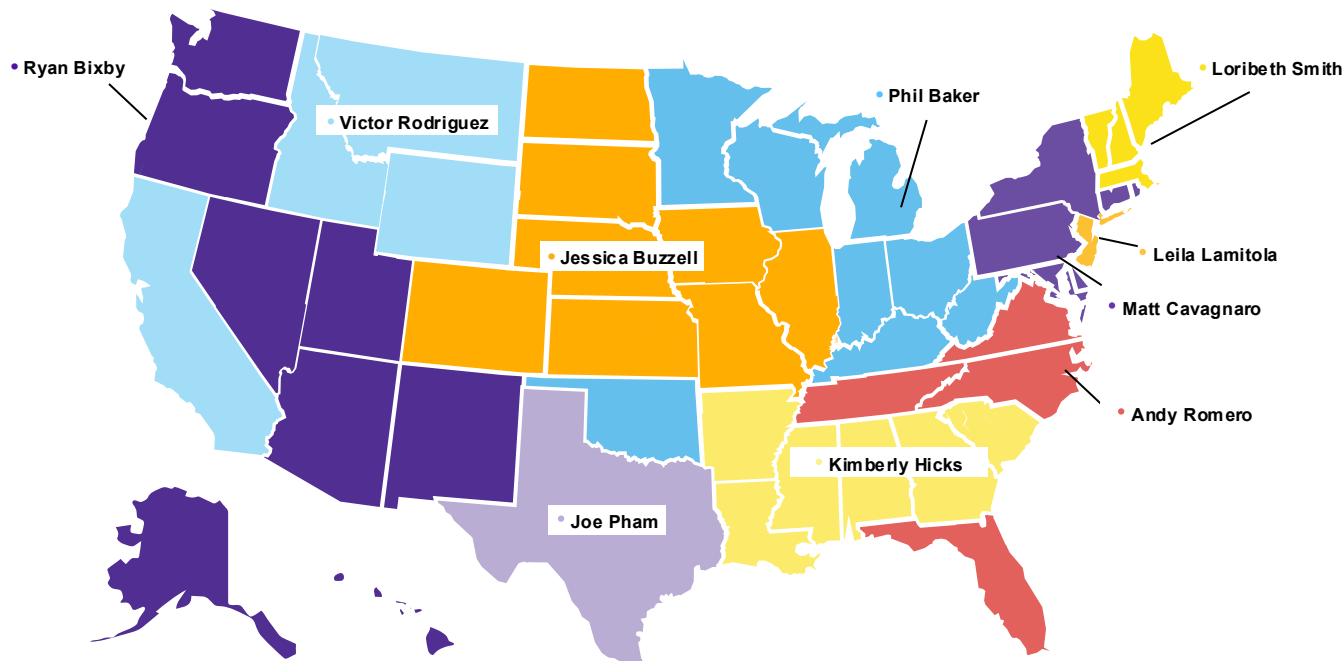 Ryan Bixby
Loribeth Smith
Phil Baker
Victor Rodriguez
Leila Lamitola
Jessica Buzzell
Matt Cavagnaro
Andy Romero
Kimberly Hicks
Joe Pham